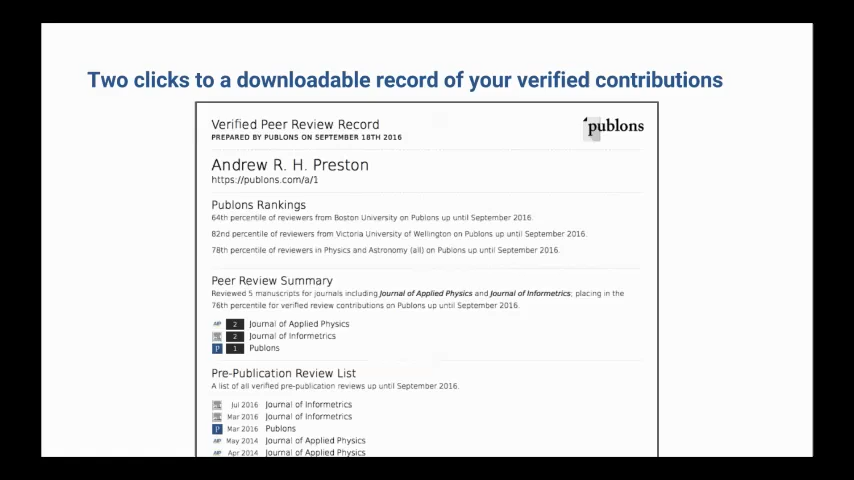 Two clicks to a downloadable record of your verified contributions
Verified Peer Review Record
PREPARED BY PUBLONS ON SEPTEMBER 18TH 2016
publons
Andrew R. H. Preston
https://publons.com/a/1
Publons Rankings
64th percentile of reviewers from Boston University on Publons up until September 2016.
82nd percentile of reviewers from Victoria University of Wellington on Publons up until September 2016.
78th percentile of reviewers in Physics and Astronomy (all) on Publons up until September 2016.
Peer Review Summary
Reviewed 5 manuscripts for journals including Journal of Applied Physics and Journal of Informetrics; placing in the
76th percentile for verified review contributions on Publons up until September 2016.
AIP 2 Journal of Applied Physics
2 Journal of Informetrics
P 1 Publons
Pre-Publication Review List
A list of all verified pre-publication reviews up until September 2016.
Jul 2016 Journal of Informetrics
Mar 2016 Journal of Informetrics
P Mar 2016 Publons
AIP May 2014 Journal of Applied Physics
AIP Apr 2014 Journal of Applied Physics